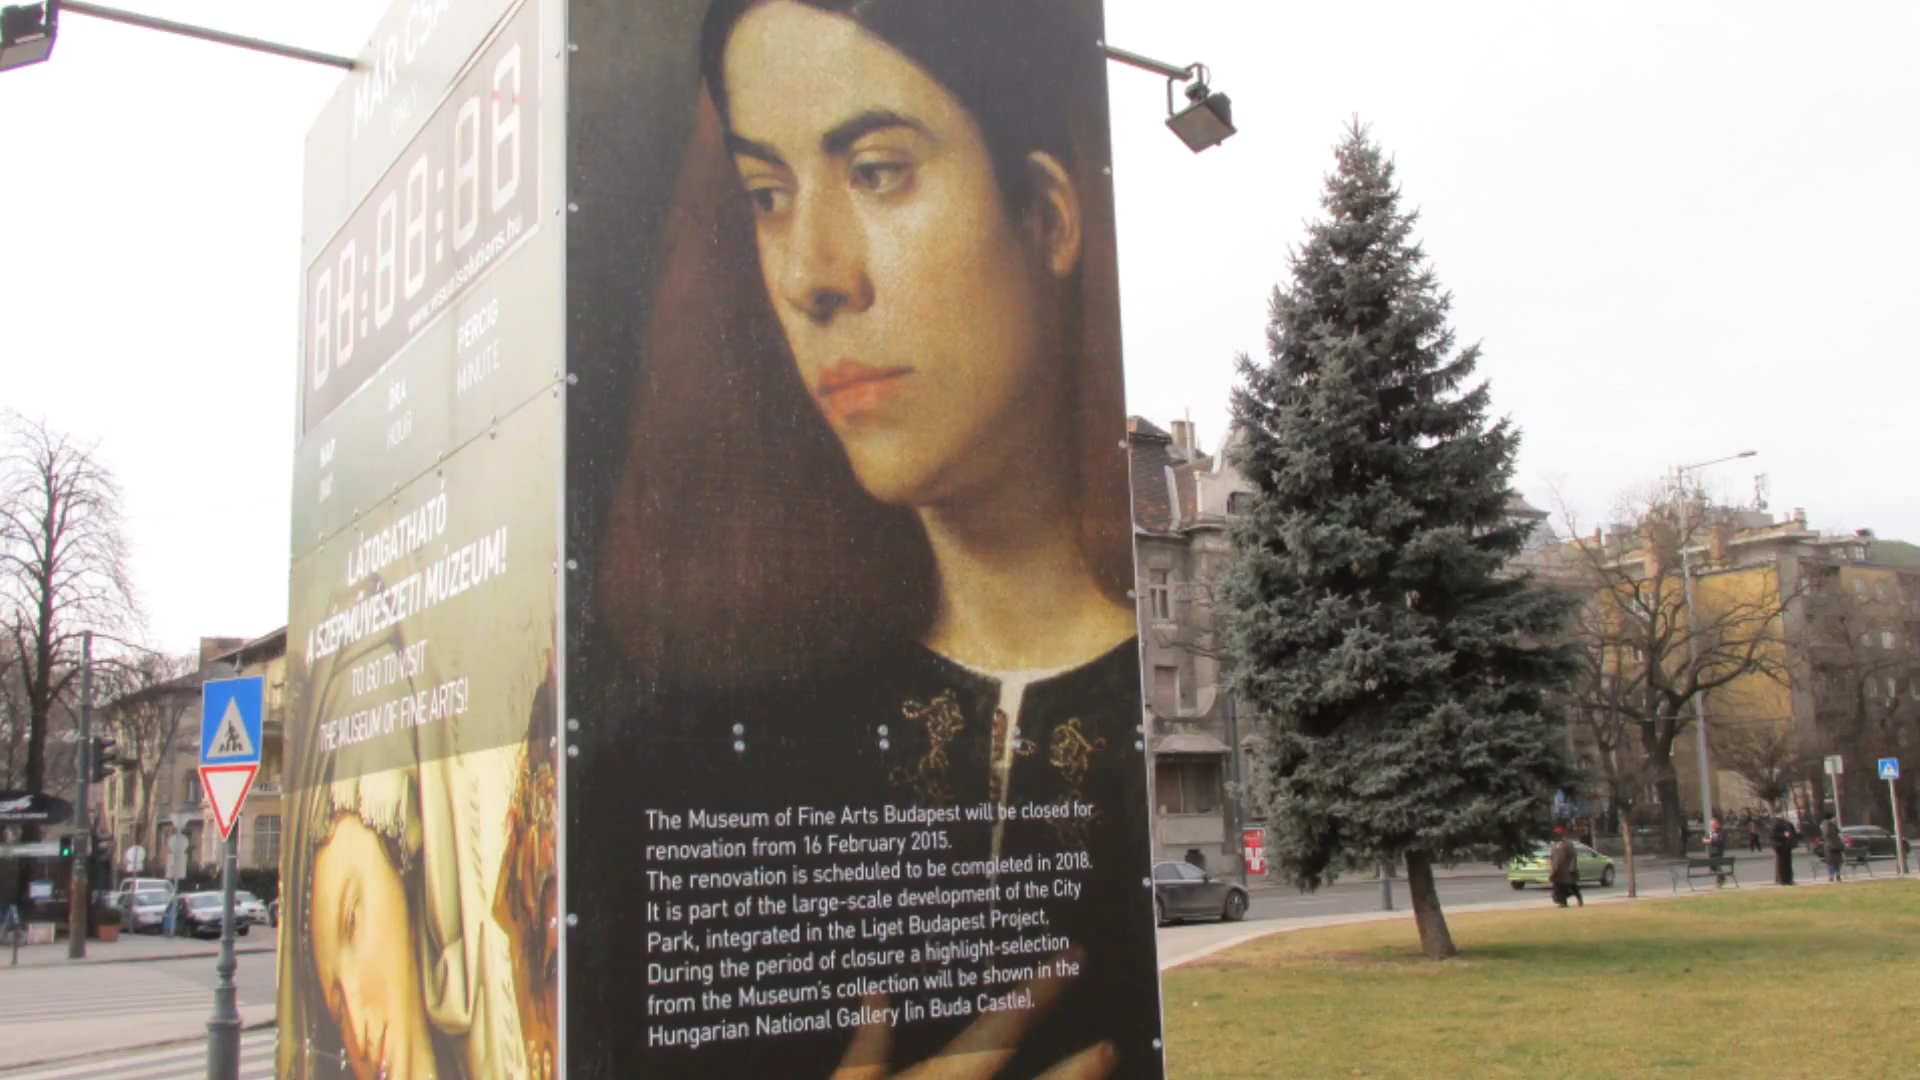 MÁR CSAK
ONLY
88:88:88
www.visualsolutions.hu
NAP
DAY
ÓRA
HOUR
PERCIG
MINUTE
LÁTOGATHATÓ
A SZÉPMŰVÉSZETI MÚZEUM!
TO GO TO VISIT
THE MUSEUM OF FINE ARTS!
The Museum of Fine Arts Budapest will be closed for
renovation from 16 February 2015.
The renovation is scheduled to be completed in 2018.
It is part of the large-scale development of the City
Park, integrated in the Liget Budapest Project.
During the period of closure a highlight-selection
from the Museum's collection will be shown in the
Hungarian National Gallery (in Buda Castle).